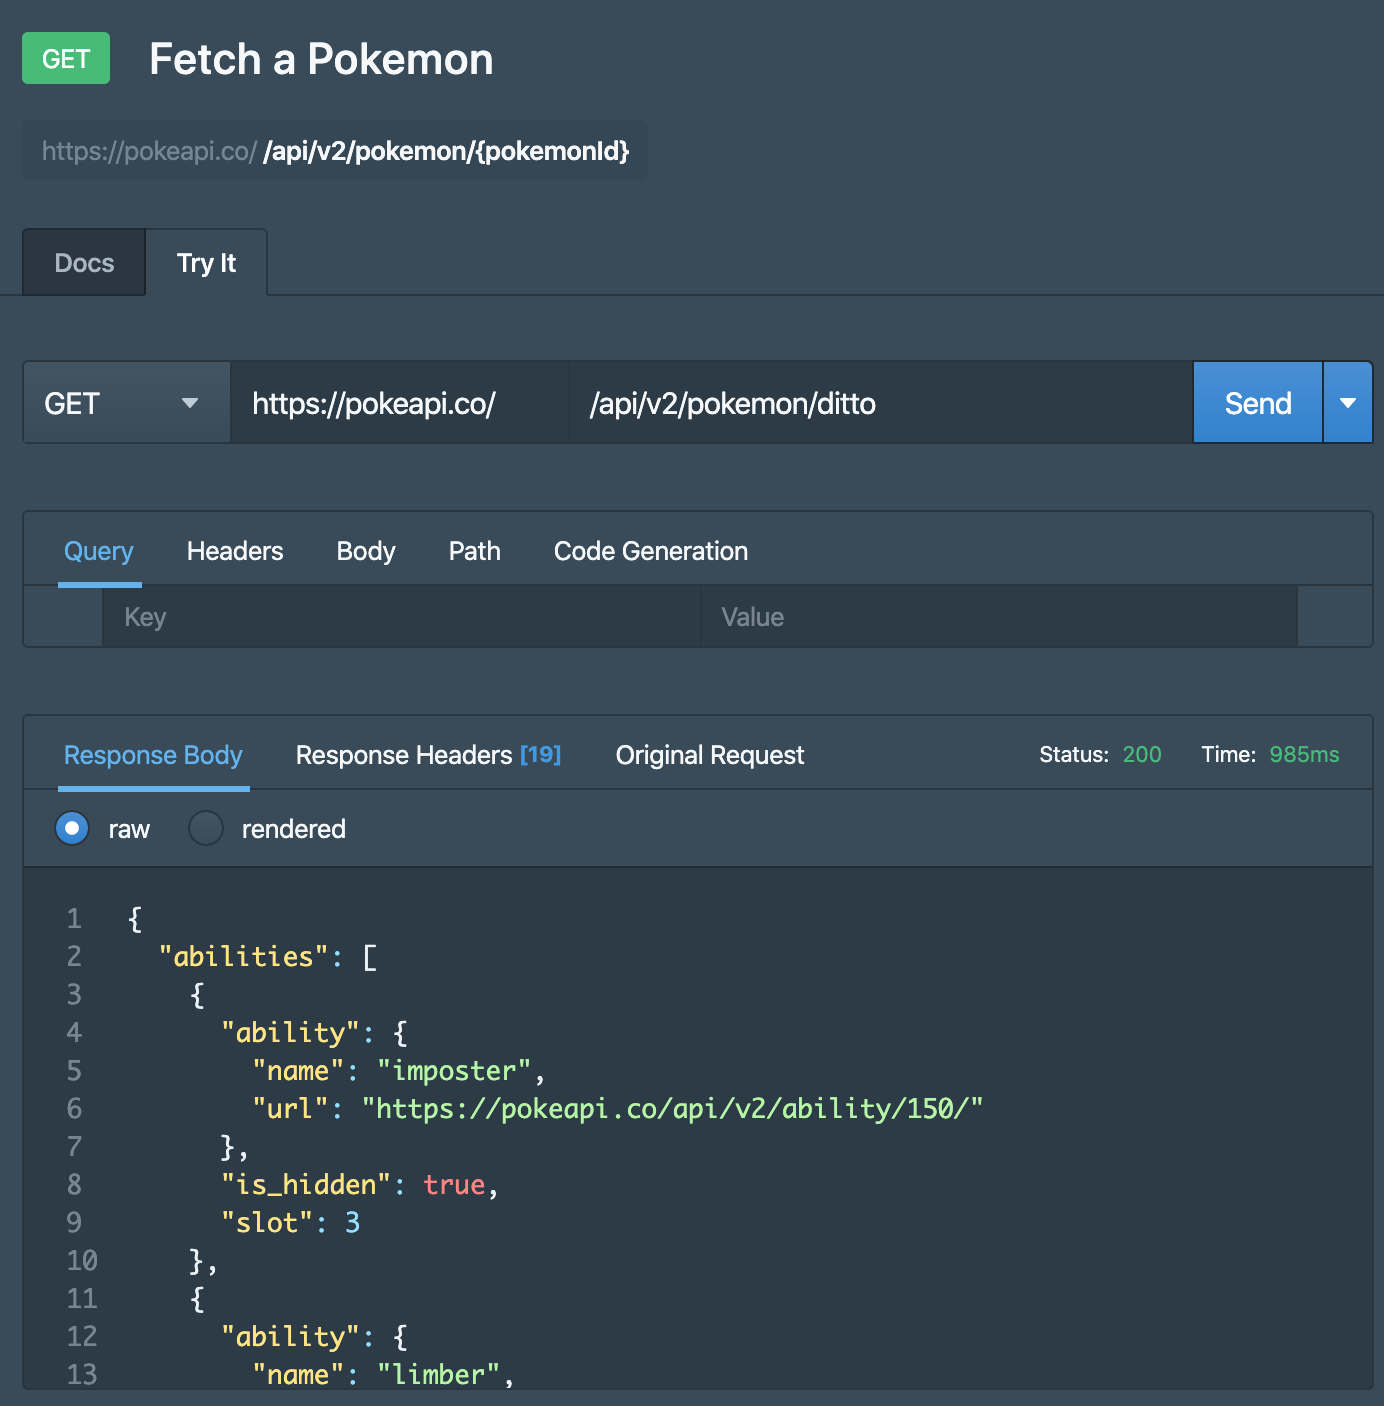 GET Fetch a Pokemon
https://pokeapi.co/ /api/v2/pokemon/{pokemonId}
Docs Try It
GET https://pokeapi.co/ /api/v2/pokemon/ditto Send
Query Headers Body Path Code Generation
Key Value
Response Body Response Headers [19] Original Request Status: 200 Time: 985ms
raw rendered
1 {
2 "abilities": [
3 {
4 "ability": {
5 "name": "imposter",
6 "url": "https://pokeapi.co/api/v2/ability/150/"
7 },
8 "is_hidden": true,
9 "slot": 3
10 },
11 {
12 "ability": {
13 "name": "limber",